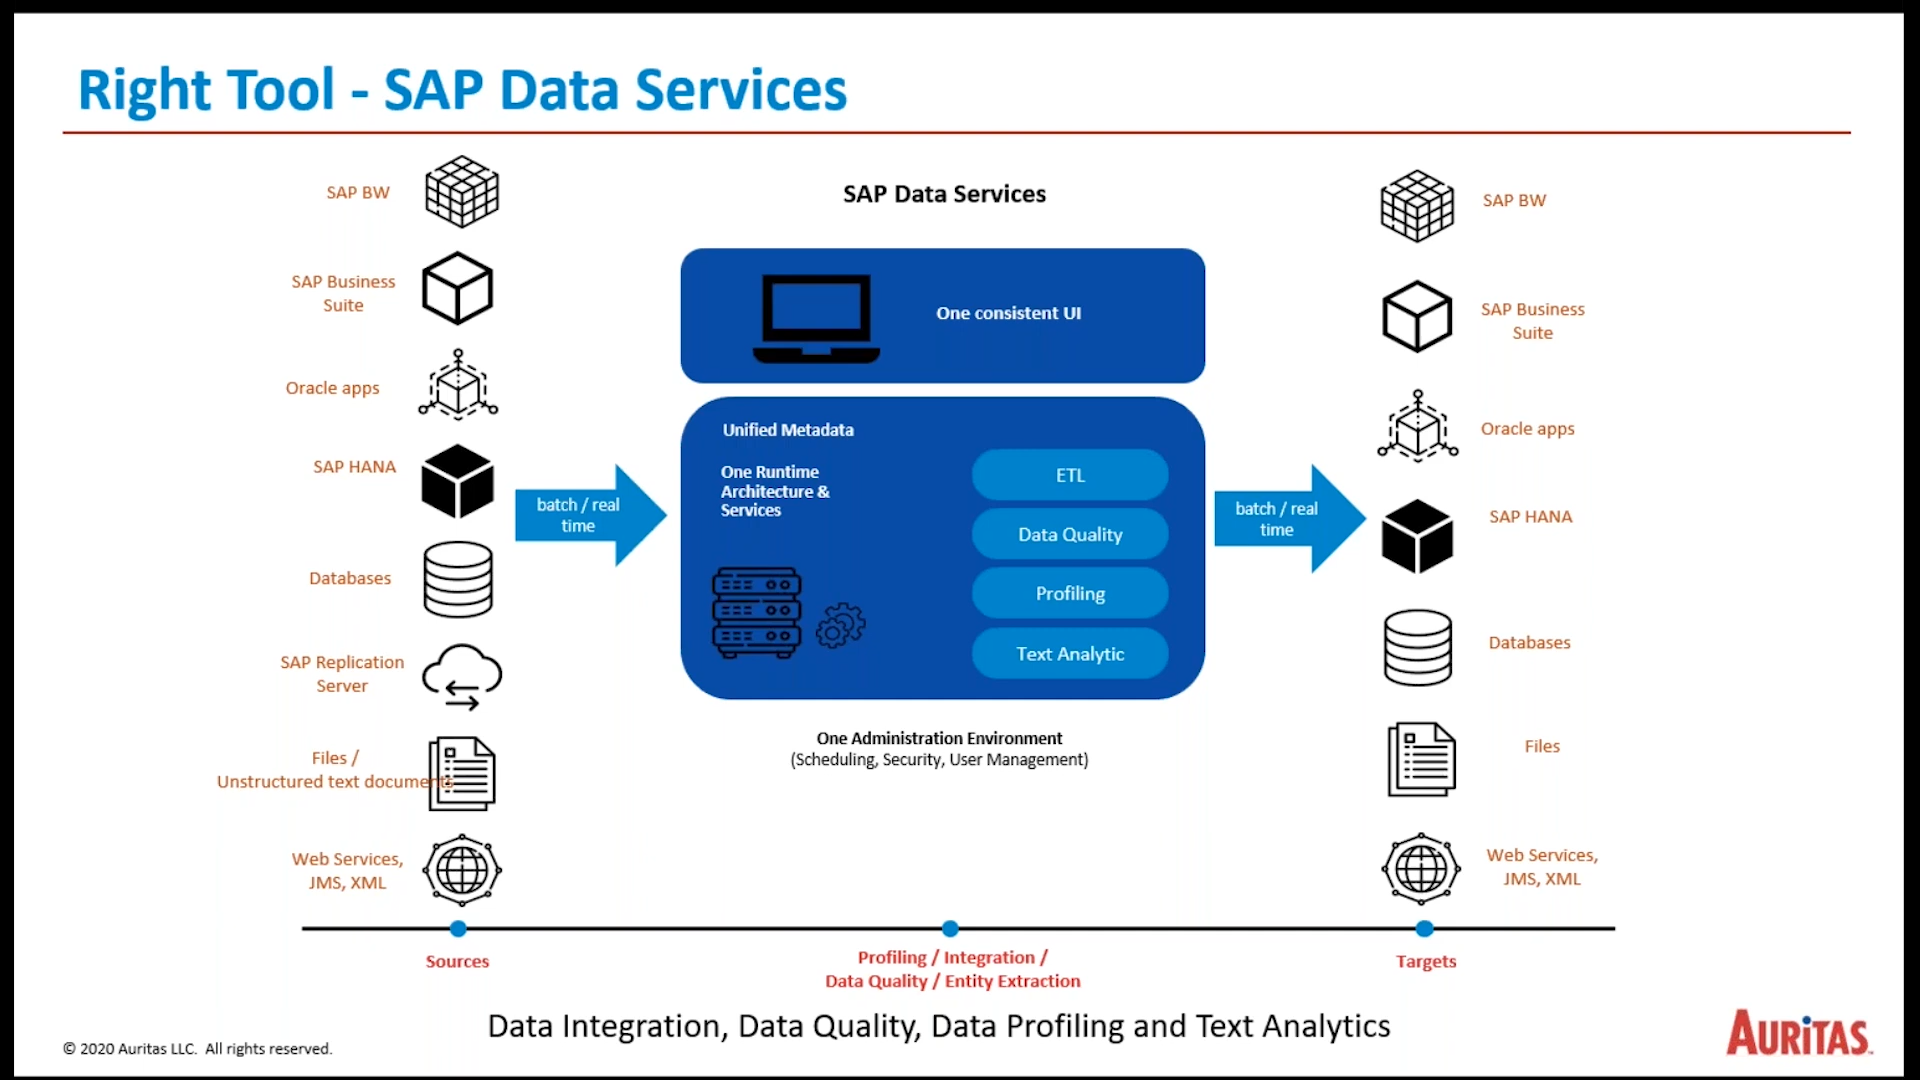 Right Tool - SAP Data Services
SAP BW
SAP Business
Suite
Oracle apps
SAP HANA
Databases
SAP Replication
Server
Files /
Unstructured text documents
Web Services,
JMS, XML
batch / real
time
SAP Data Services
One consistent UI
Unified Metadata
One Runtime
Architecture &
Services
ETL
Data Quality
Profiling
Text Analytic
One Administration Environment
(Scheduling, Security, User Management)
batch / real
time
SAP BW
SAP Business
Suite
Oracle apps
SAP HANA
Databases
Files
Web Services,
JMS, XML
Sources
Profiling / Integration /
Data Quality / Entity Extraction
Targets
Data Integration, Data Quality, Data Profiling and Text Analytics
© 2020 Auritas LLC.  All rights reserved.
AURiTAS